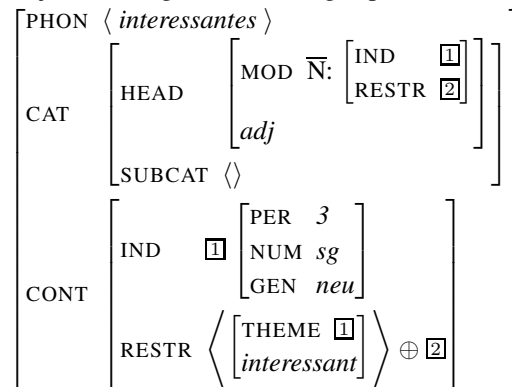 PHON ⟨ interessantes ⟩
CAT
HEAD
MOD N̅: IND 1
RESTR 2
adj
SUBCAT ⟨⟩
CONT
IND 1
PER 3
NUM sg
GEN neu
RESTR ⟨ THEME 1
interessant ⟩ ⊕ 2